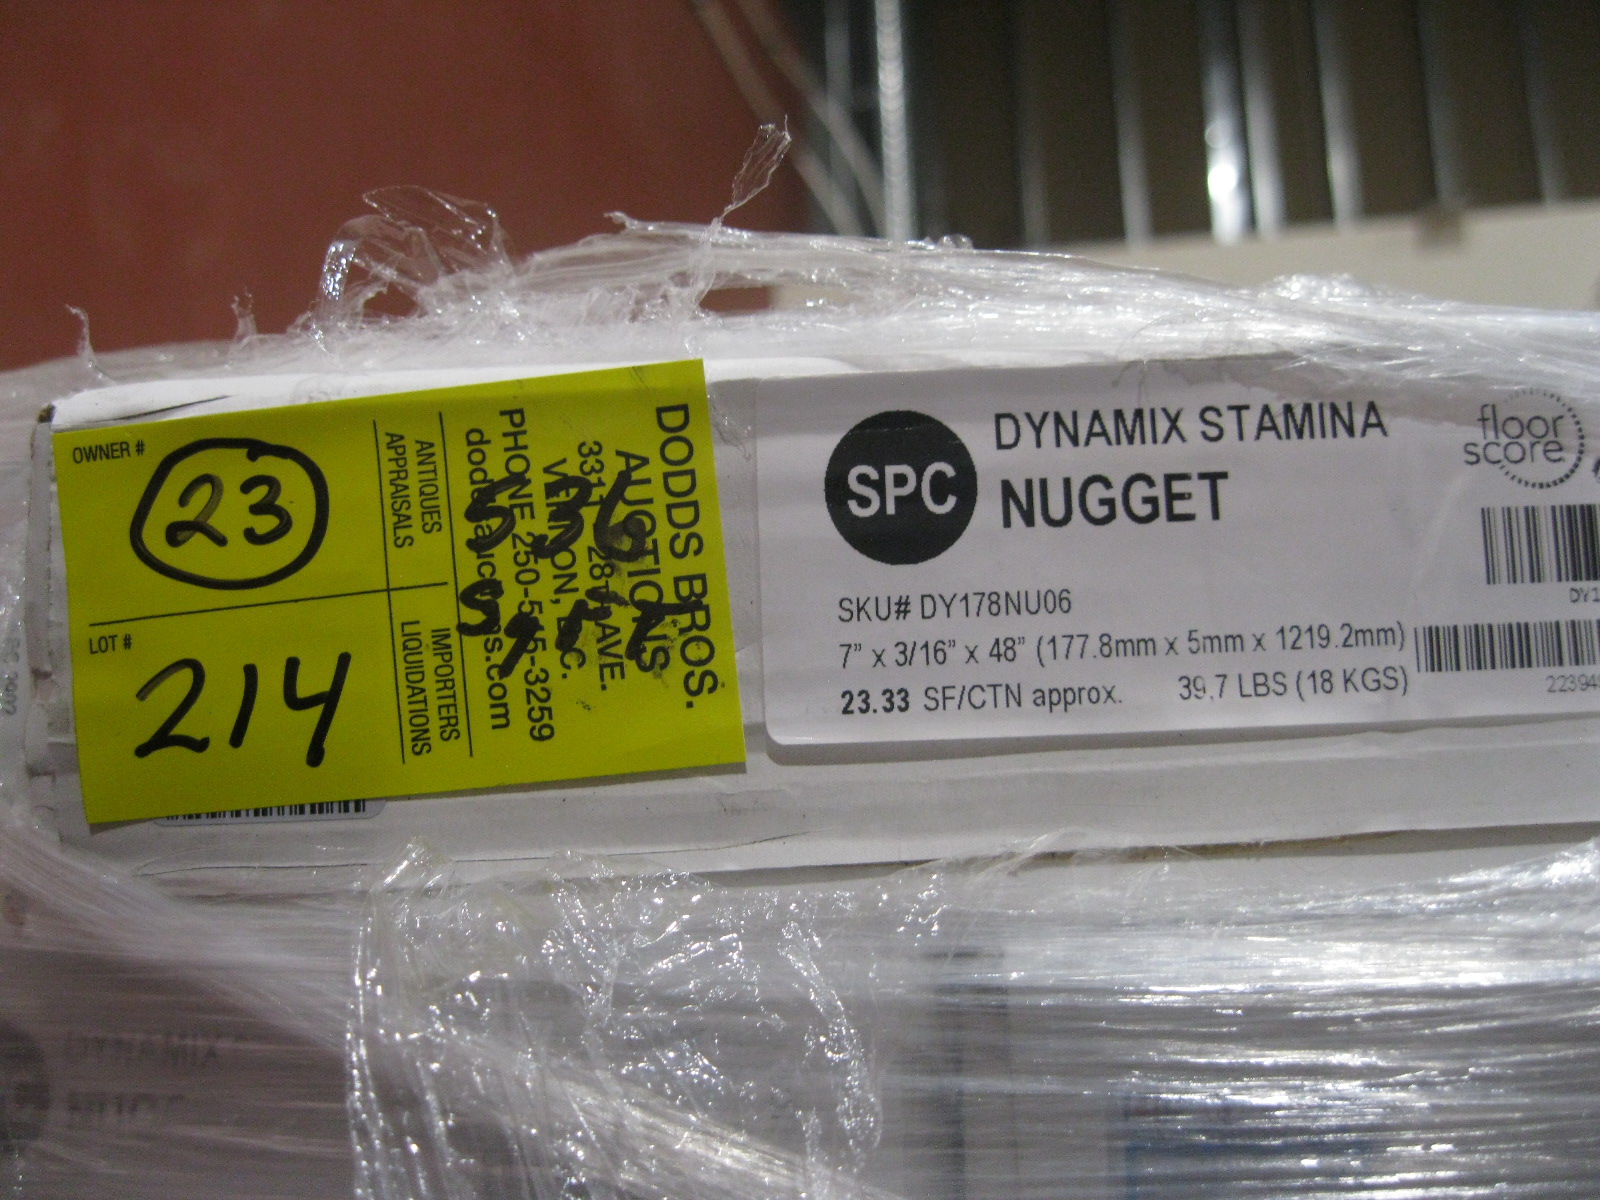 OWNER #
23
LOT #
214
ANTIQUES
APPRAISALS
IMPORTERS
LIQUIDATIONS
DODDS BROS.
AUCTIONS
28TH AVE.
VERNON, B.C.
SPC
DYNAMIX STAMINA
NUGGET
floor
score
SKU# DY178NU06
7” x 3/16” x 48” (177.8mm x 5mm x 1219.2mm)
23.33 SF/CTN approx. 39.7 LBS (18 KGS)